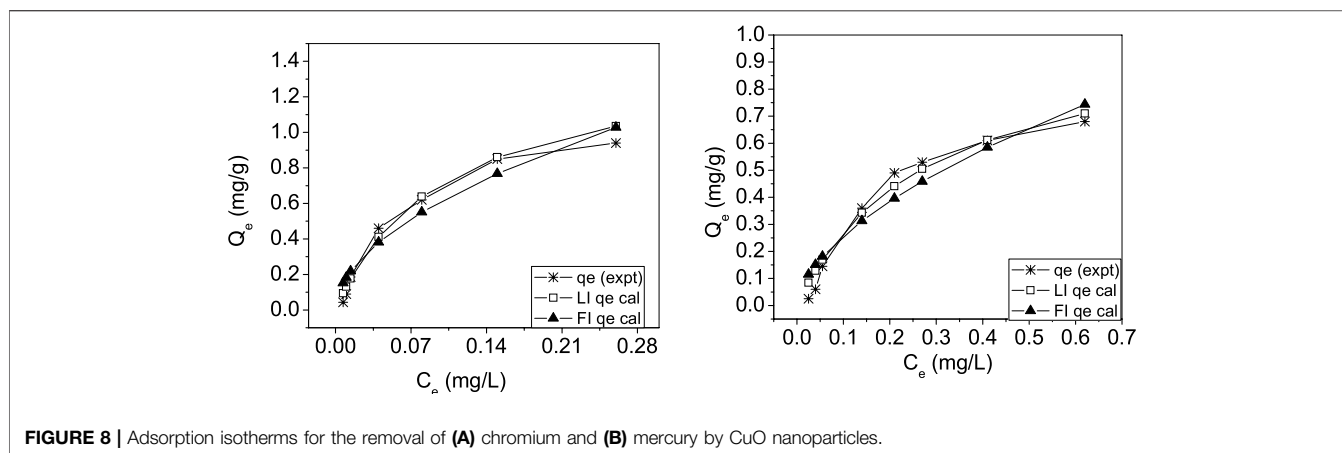 1.4
1.2
1.0
0.8
0.6
0.4
0.2
0.0
Qe (mg/g)
qe (expt)
LI qe cal
FI qe cal
0.00 0.07 0.14 0.21 0.28
Ce (mg/L)
1.0
0.9
0.8
0.7
0.6
0.5
0.4
0.3
0.2
0.1
0.0
Qe (mg/g)
qe (expt)
LI qe cal
FI qe cal
0.0 0.1 0.2 0.3 0.4 0.5 0.6 0.7
Ce (mg/L)
FIGURE 8 | Adsorption isotherms for the removal of (A) chromium and (B) mercury by CuO nanoparticles.